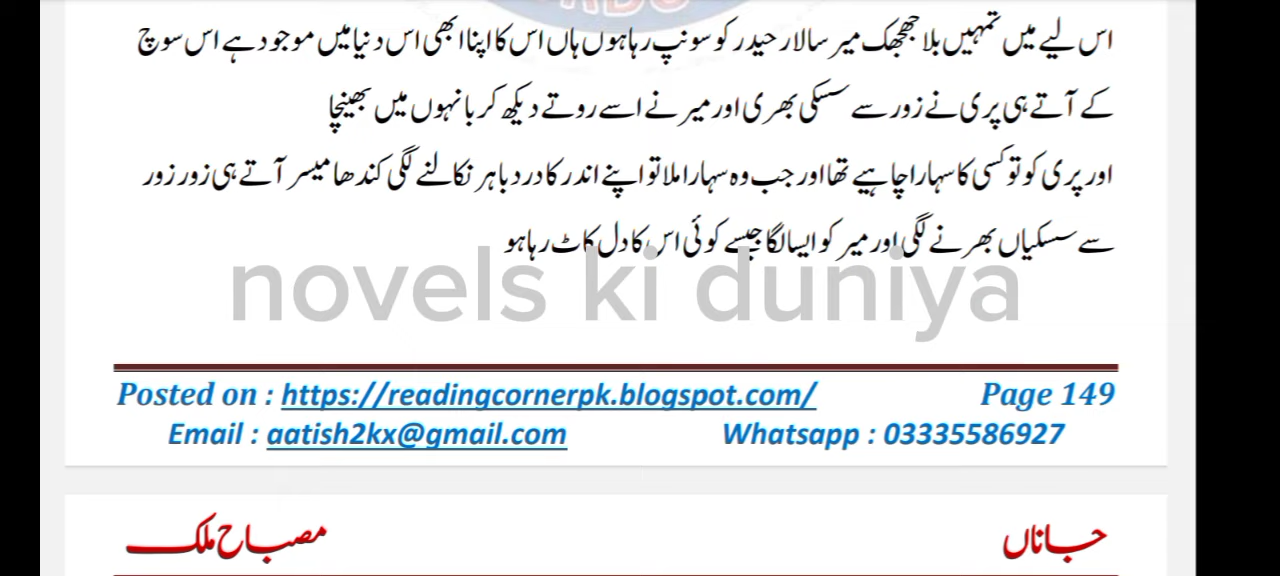 اس لیے میں تمہیں بلا جھجھک میر سالار حیدر کو سونپ رہا ہوں ہاں اس کا اپنا ابھی اس دنیا میں موجود ہے اس سوچ
کے آتے ہی پری نے زور سے سسکی بھری اور میر نے اسے روتے دیکھ کر بانہوں میں بھینچا
اور پری کو تو کسی کا سہارا چاہیے تھا اور جب وہ سہارا ملا تو اپنے اندر کا درد باہر نکالنے لگی کندھا میسر آتے ہی زور زور
سے سسکیاں بھرنے لگی اور میر کو ایسا لگا جیسے کوئی اس کا دل کاٹ رہا ہو
novels ki duniya
Posted on : https://readingcornerpk.blogspot.com/ Page 149
Email : aatish2kx@gmail.com Whatsapp : 03335586927
جاناں مصباح ملک